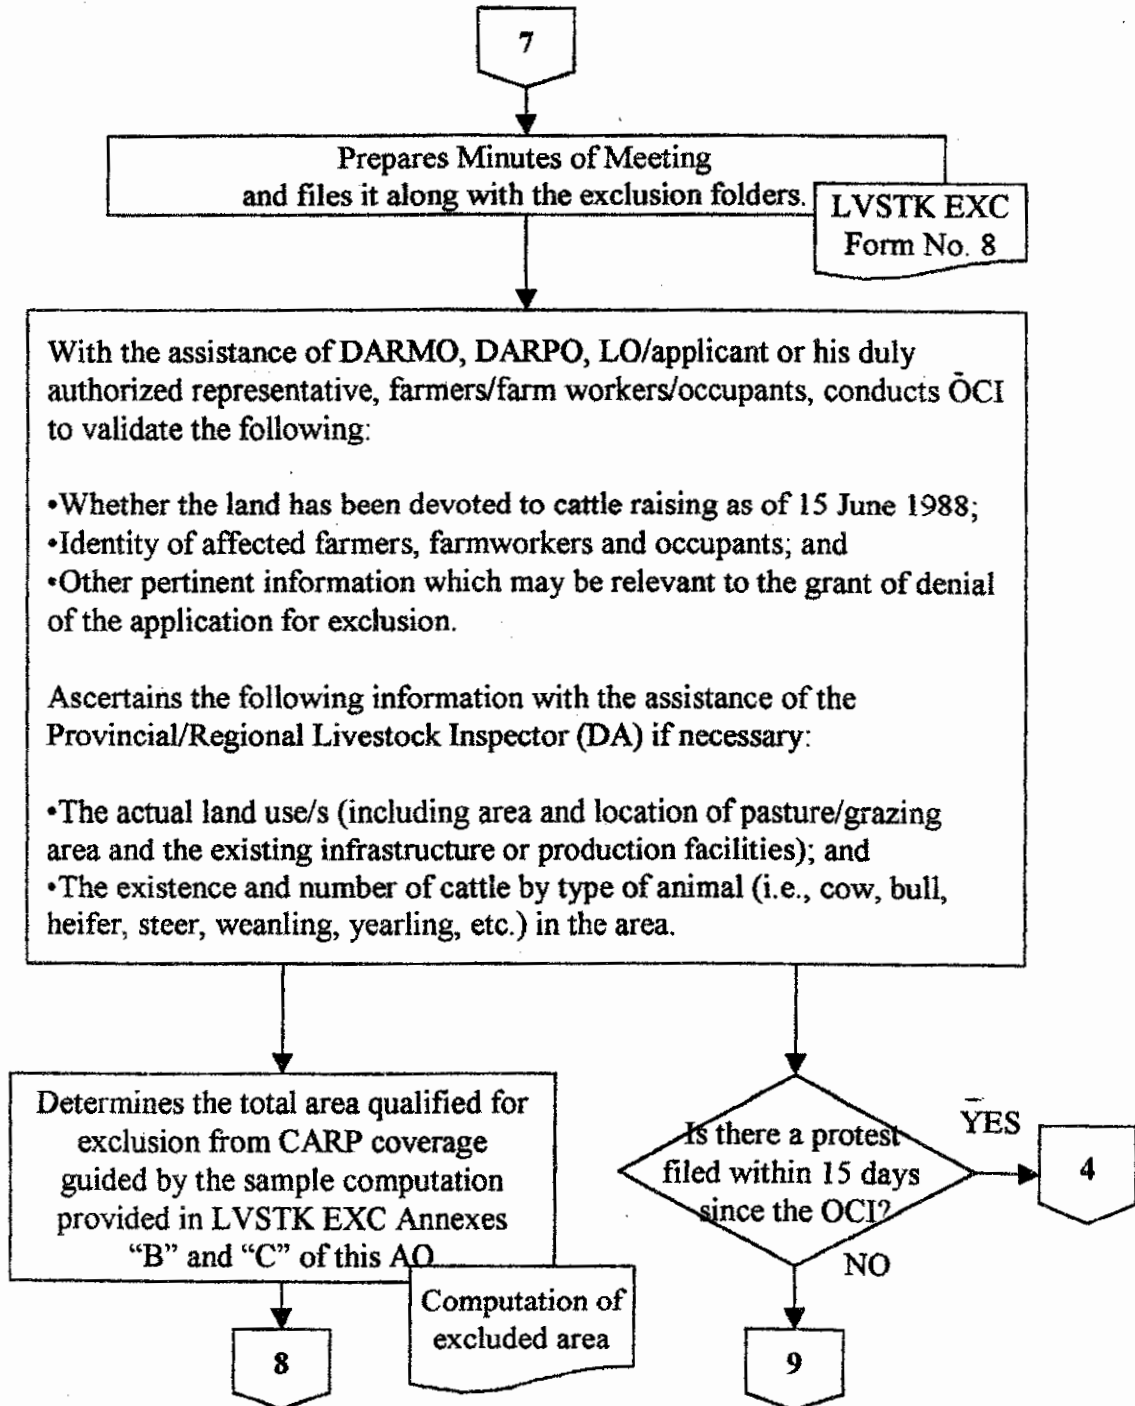 7
Prepares Minutes of Meeting
and files it along with the exclusion folders.
LVSTK EXC
Form No. 8
With the assistance of DARMO, DARPO, LO/applicant or his duly
authorized representative, farmers/farm workers/occupants, conducts OCI
to validate the following:
•Whether the land has been devoted to cattle raising as of 15 June 1988;
•Identity of affected farmers, farmworkers and occupants; and
•Other pertinent information which may be relevant to the grant of denial
of the application for exclusion.
Ascertains the following information with the assistance of the
Provincial/Regional Livestock Inspector (DA) if necessary:
•The actual land use/s (including area and location of pasture/grazing
area and the existing infrastructure or production facilities); and
•The existence and number of cattle by type of animal (i.e., cow, bull,
heifer, steer, weanling, yearling, etc.) in the area.
Determines the total area qualified for
exclusion from CARP coverage
guided by the sample computation
provided in LVSTK EXC Annexes
“B” and “C” of this AO
Computation of
excluded area
8
Is there a protest
filed within 15 days
since the OCI?
YES
4
NO
9